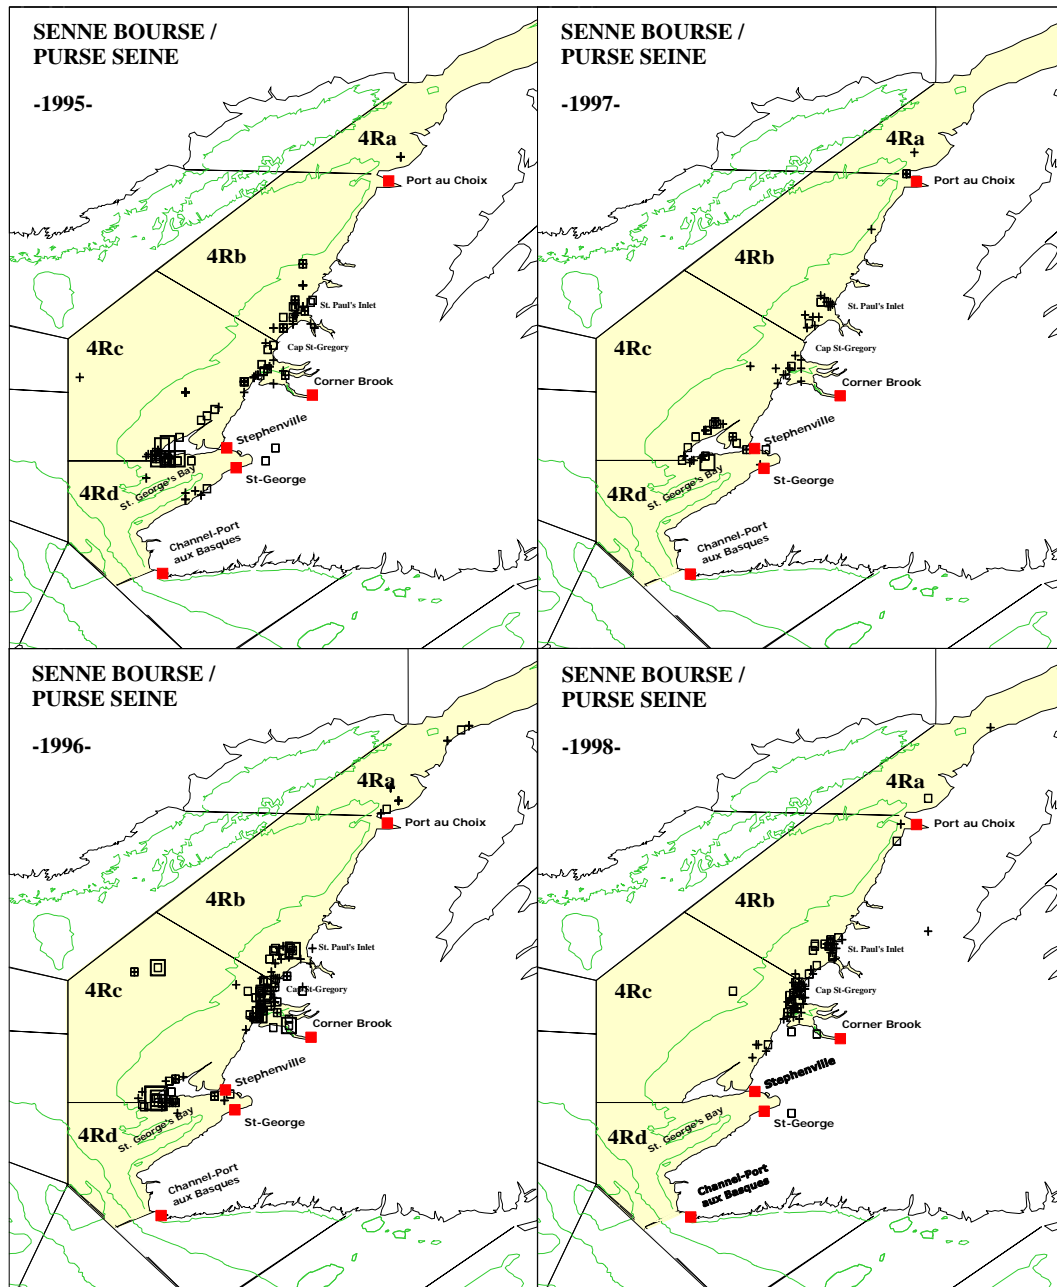 SENNE BOURSE /
PURSE SEINE
-1995-
4Ra
Port au Choix
4Rb
St. Paul's Inlet
4Rc
Cap St-Gregory
Corner Brook
Stephenville
St-George
4Rd
St. George's Bay
Channel-Port
aux Basques
SENNE BOURSE /
PURSE SEINE
-1997-
4Ra
Port au Choix
4Rb
St. Paul's Inlet
4Rc
Cap St-Gregory
Corner Brook
Stephenville
St-George
4Rd
St. George's Bay
Channel-Port
aux Basques
SENNE BOURSE /
PURSE SEINE
-1996-
4Ra
Port au Choix
4Rb
St. Paul's Inlet
4Rc
Cap St-Gregory
Corner Brook
Stephenville
St-George
4Rd
St. George's Bay
Channel-Port
aux Basques
SENNE BOURSE /
PURSE SEINE
-1998-
4Ra
Port au Choix
4Rb
St. Paul's Inlet
4Rc
Cap St-Gregory
Corner Brook
Stephenville
St-George
4Rd
St. George's Bay
Channel-Port
aux Basques